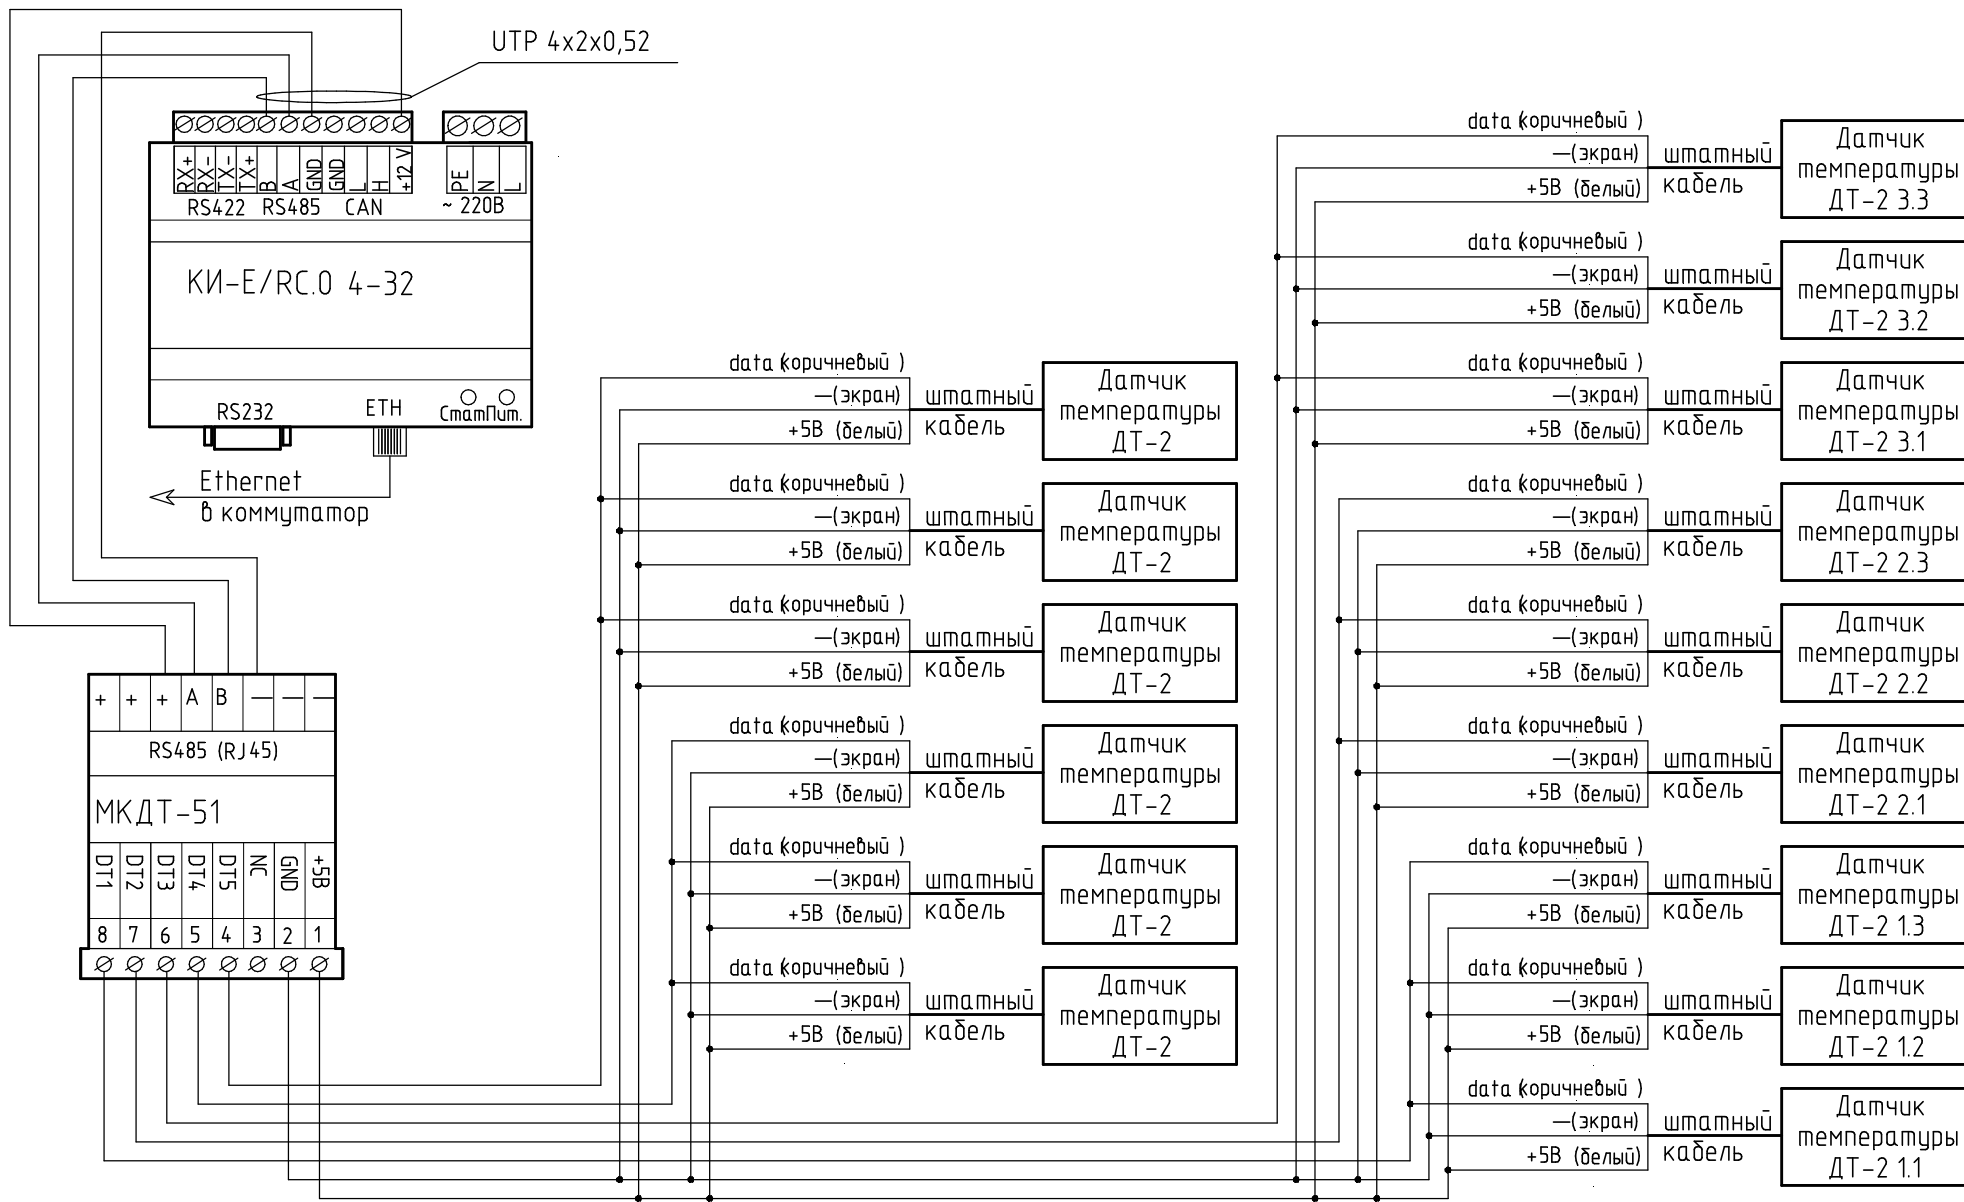 UTP 4x2x0,52
RX+
RX-
TX-
TX+
B
A
GND
GND
L
H
+12 V
PE
N
L
RS422 RS485 CAN
~ 220В
КИ-E/RC.0 4-32
RS232
ETH
Стат Пит.
Ethernet
в коммутатор
+ + + A B — — —
RS485 (RJ45)
МКДТ-51
DT1
DT2
DT3
DT4
DT5
NC
GND
+5В
8 7 6 5 4 3 2 1
data (коричневый)
—(экран)
+5В (белый)
штатный
кабель
Датчик
температуры
ДТ-2
data (коричневый)
—(экран)
+5В (белый)
штатный
кабель
Датчик
температуры
ДТ-2
data (коричневый)
—(экран)
+5В (белый)
штатный
кабель
Датчик
температуры
ДТ-2
data (коричневый)
—(экран)
+5В (белый)
штатный
кабель
Датчик
температуры
ДТ-2
data (коричневый)
—(экран)
+5В (белый)
штатный
кабель
Датчик
температуры
ДТ-2
data (коричневый)
—(экран)
+5В (белый)
штатный
кабель
Датчик
температуры
ДТ-2
data (коричневый)
—(экран)
+5В (белый)
штатный
кабель
Датчик
температуры
ДТ-2 3.3
data (коричневый)
—(экран)
+5В (белый)
штатный
кабель
Датчик
температуры
ДТ-2 3.2
data (коричневый)
—(экран)
+5В (белый)
штатный
кабель
Датчик
температуры
ДТ-2 3.1
data (коричневый)
—(экран)
+5В (белый)
штатный
кабель
Датчик
температуры
ДТ-2 2.3
data (коричневый)
—(экран)
+5В (белый)
штатный
кабель
Датчик
температуры
ДТ-2 2.2
data (коричневый)
—(экран)
+5В (белый)
штатный
кабель
Датчик
температуры
ДТ-2 2.1
data (коричневый)
—(экран)
+5В (белый)
штатный
кабель
Датчик
температуры
ДТ-2 1.3
data (коричневый)
—(экран)
+5В (белый)
штатный
кабель
Датчик
температуры
ДТ-2 1.2
data (коричневый)
—(экран)
+5В (белый)
штатный
кабель
Датчик
температуры
ДТ-2 1.1